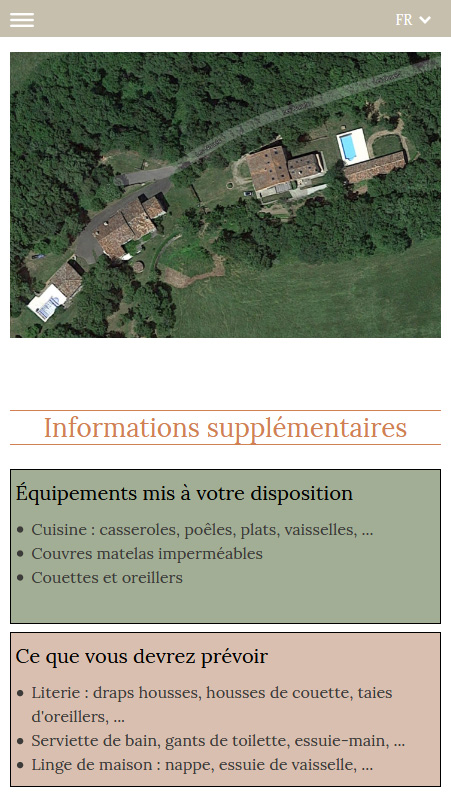 FR
Informations supplémentaires
Équipements mis à votre disposition
Cuisine : casseroles, poêles, plats, vaisselles, ...
Couvres matelas imperméables
Couettes et oreillers
Ce que vous devrez prévoir
Literie : draps housses, housses de couette, taies
d'oreillers, ...
Serviette de bain, gants de toilette, essuie-main, ...
Linge de maison : nappe, essuie de vaisselle, ...